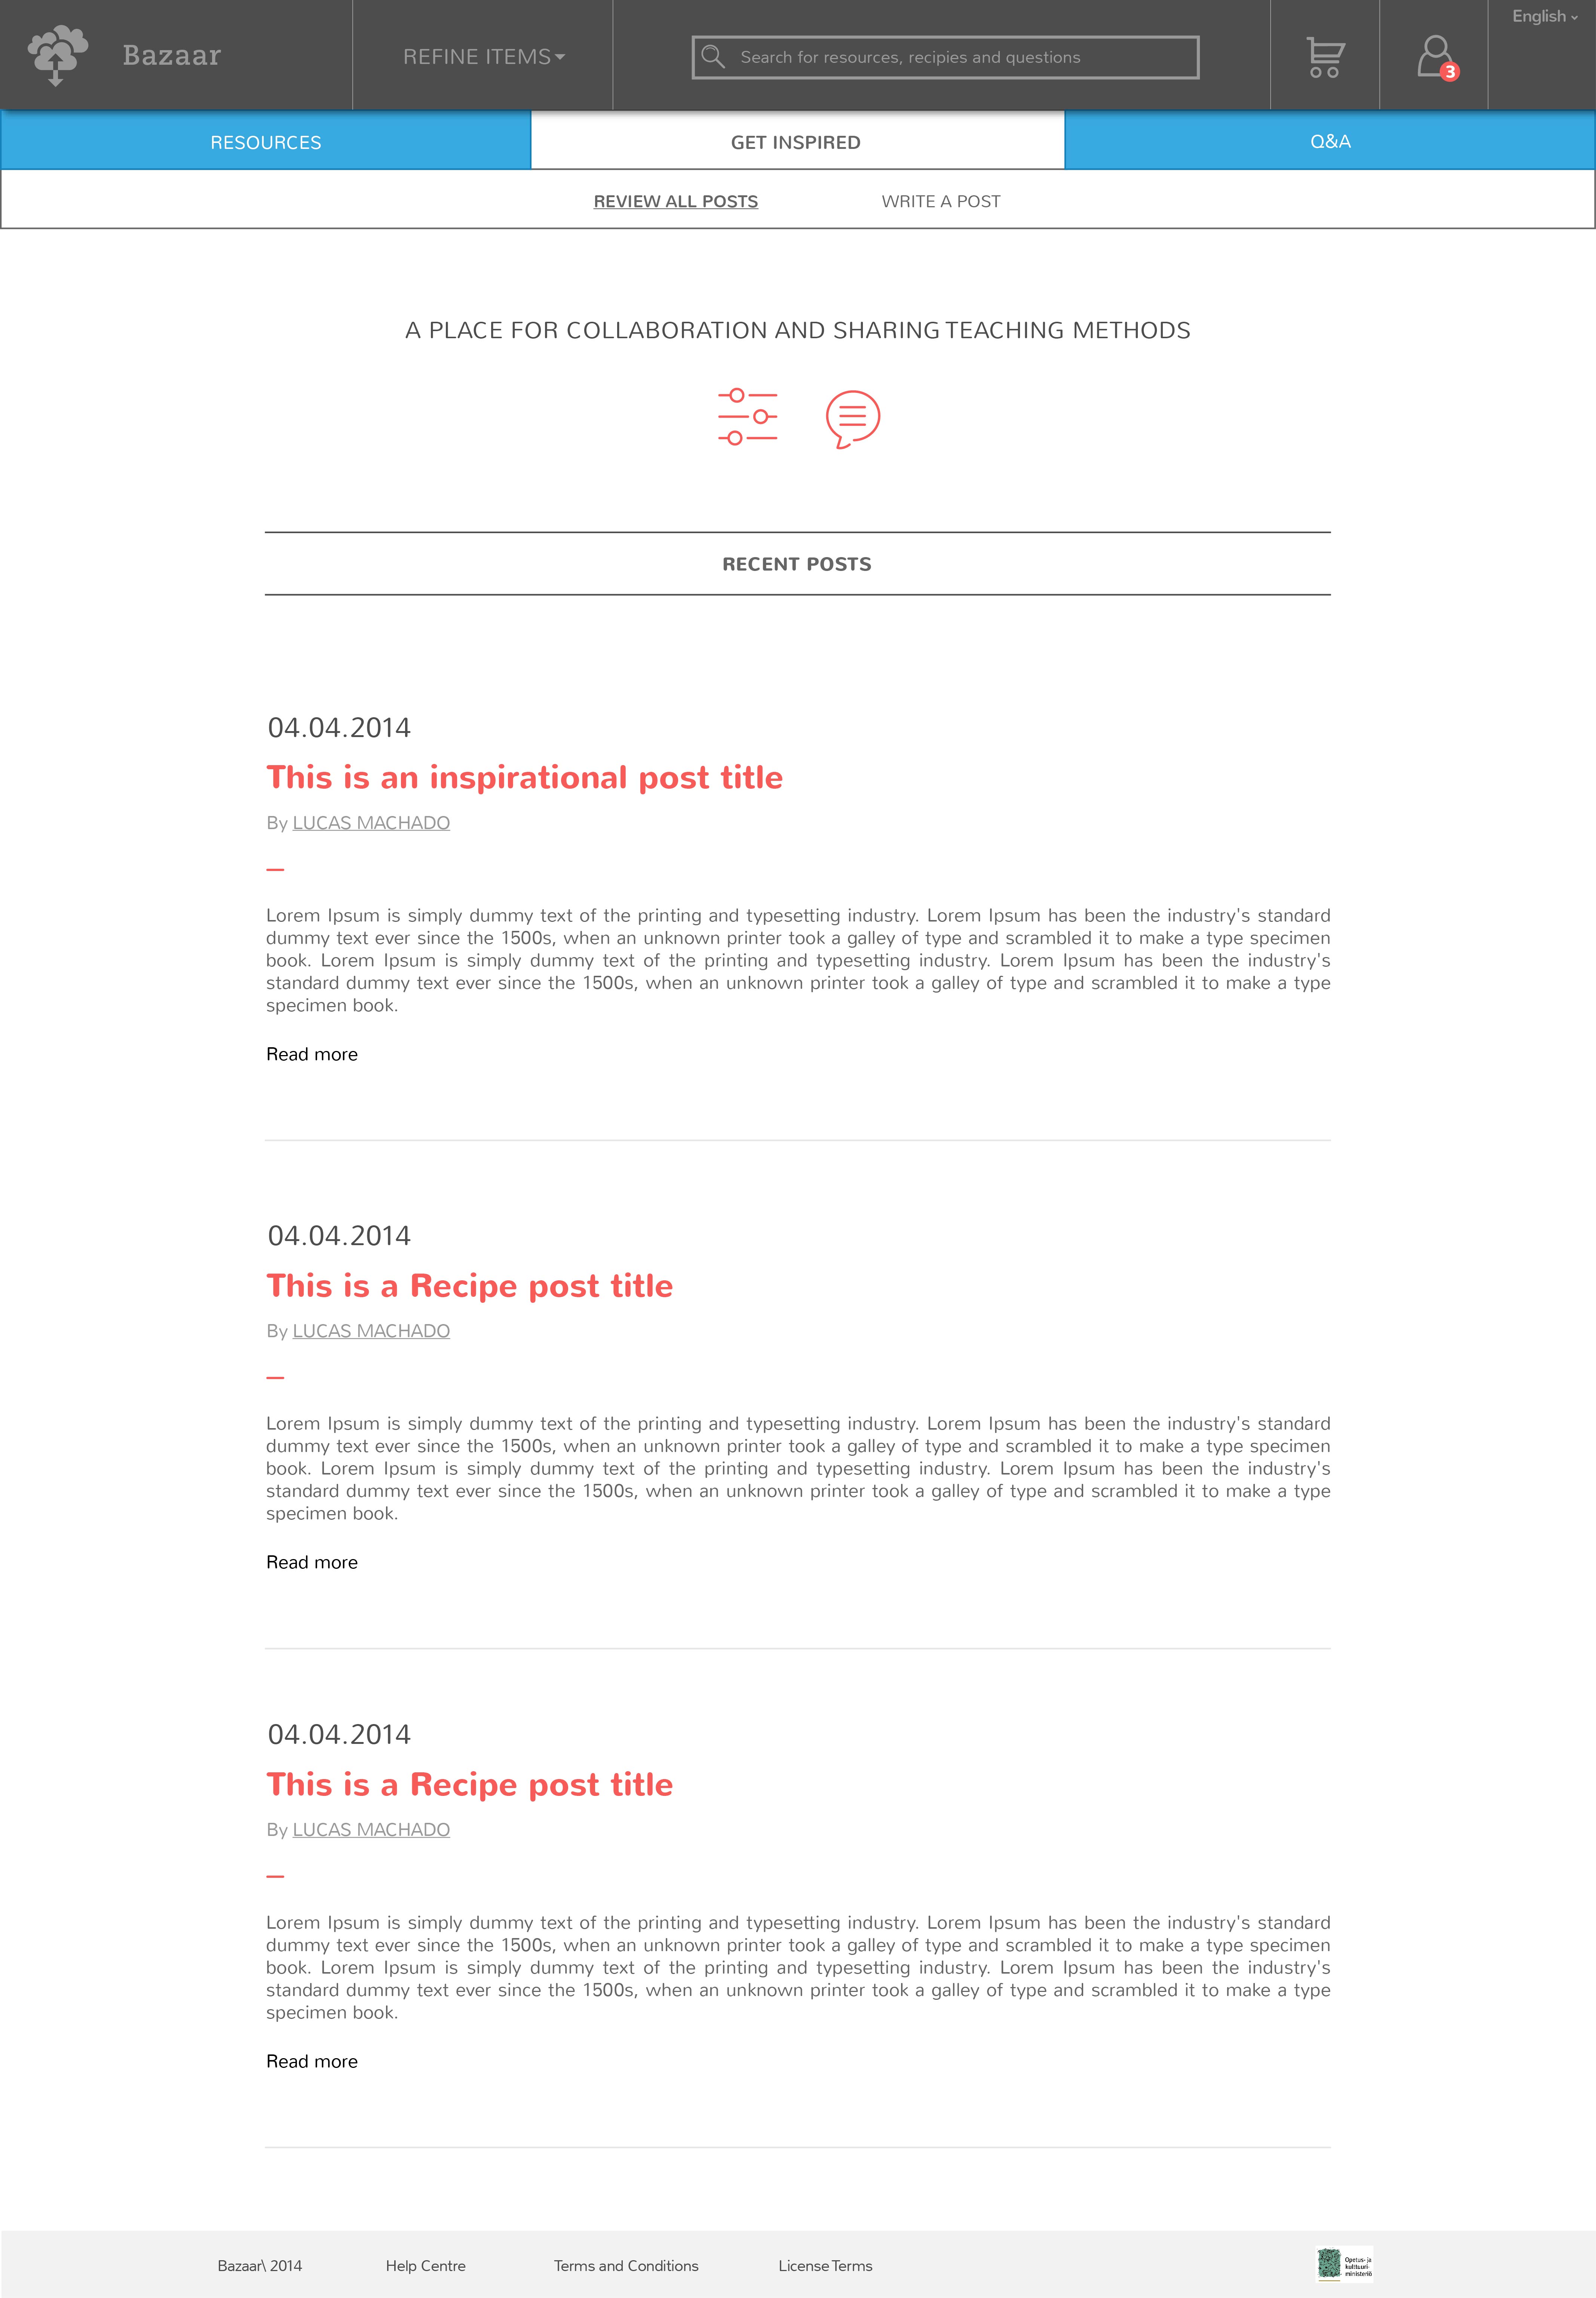 English
Bazaar
REFINE ITEMS
Search for resources, recipies and questions
3
RESOURCES
GET INSPIRED
Q&A
REVIEW ALL POSTS
WRITE A POST
A PLACE FOR COLLABORATION AND SHARING TEACHING METHODS
RECENT POSTS
04.04.2014
This is an inspirational post title
By LUCAS MACHADO
Lorem Ipsum is simply dummy text of the printing and typesetting industry. Lorem Ipsum has been the industry's standard
dummy text ever since the 1500s, when an unknown printer took a galley of type and scrambled it to make a type specimen
book. Lorem Ipsum is simply dummy text of the printing and typesetting industry. Lorem Ipsum has been the industry's
standard dummy text ever since the 1500s, when an unknown printer took a galley of type and scrambled it to make a type
specimen book.
Read more
04.04.2014
This is a Recipe post title
By LUCAS MACHADO
Lorem Ipsum is simply dummy text of the printing and typesetting industry. Lorem Ipsum has been the industry's standard
dummy text ever since the 1500s, when an unknown printer took a galley of type and scrambled it to make a type specimen
book. Lorem Ipsum is simply dummy text of the printing and typesetting industry. Lorem Ipsum has been the industry's
standard dummy text ever since the 1500s, when an unknown printer took a galley of type and scrambled it to make a type
specimen book.
Read more
04.04.2014
This is a Recipe post title
By LUCAS MACHADO
Lorem Ipsum is simply dummy text of the printing and typesetting industry. Lorem Ipsum has been the industry's standard
dummy text ever since the 1500s, when an unknown printer took a galley of type and scrambled it to make a type specimen
book. Lorem Ipsum is simply dummy text of the printing and typesetting industry. Lorem Ipsum has been the industry's
standard dummy text ever since the 1500s, when an unknown printer took a galley of type and scrambled it to make a type
specimen book.
Read more
Bazaar\ 2014
Help Centre
Terms and Conditions
License Terms
Opetus- ja
kulttuuri-
ministeriö